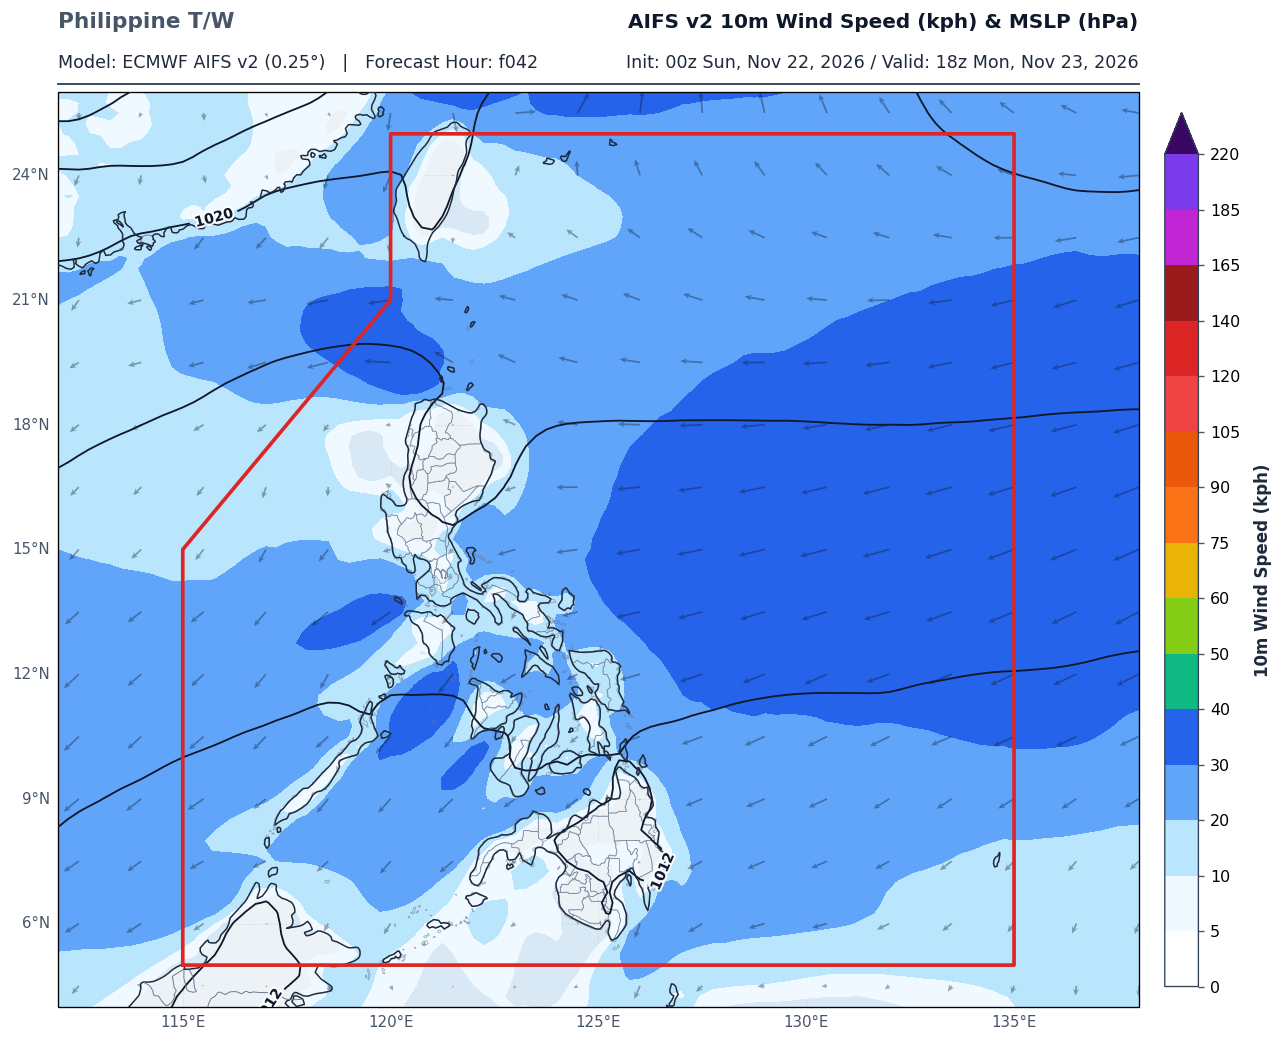 Philippine T/W
AIFS v2 10m Wind Speed (kph) & MSLP (hPa)
Model: ECMWF AIFS v2 (0.25°) | Forecast Hour: f042
Init: 00z Sun, Nov 22, 2026 / Valid: 18z Mon, Nov 23, 2026
24°N
21°N
18°N
15°N
12°N
9°N
6°N
1020
1012
12
115°E
120°E
125°E
130°E
135°E
220
185
165
140
120
105
90
75
60
50
40
30
20
10
5
0
10m Wind Speed (kph)